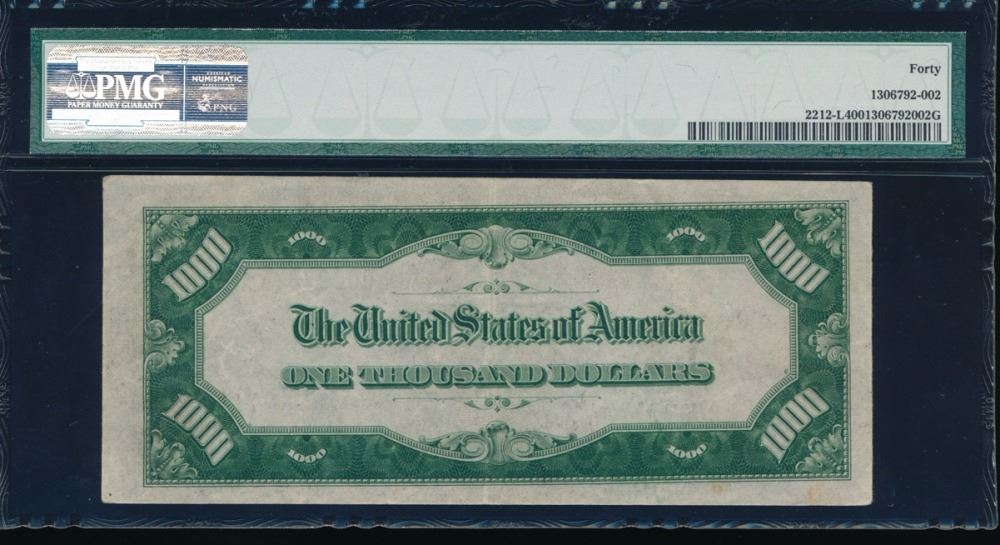 PMG
PAPER MONEY GUARANTY
NUMISMATIC
PNG
Forty
1306792-002
2212-L4001306792002G
1000
1000
1000
1000
The United States of America
ONE THOUSAND DOLLARS
1000
1000
1000
1000